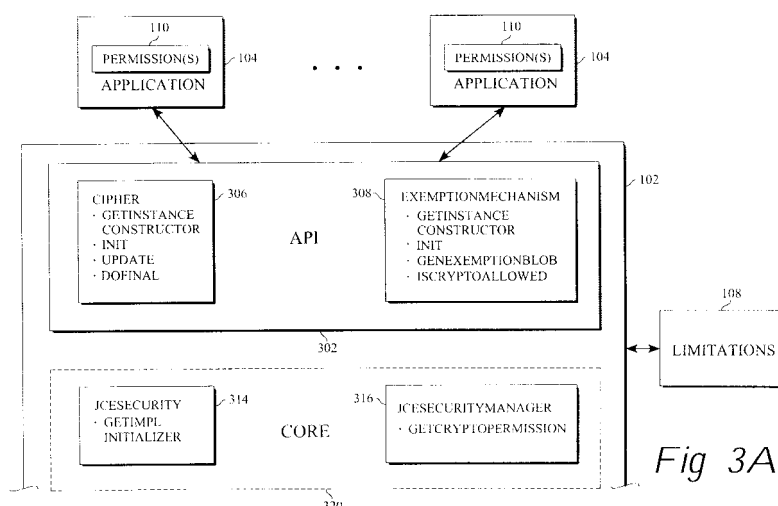 110
110
PERMISSION(S)
104
PERMISSION(S)
104
APPLICATION
. . .
APPLICATION
102
CIPHER
306
· GETINSTANCE
CONSTRUCTOR
· INIT
· UPDATE
· DOFINAL
API
308
EXEMPTIONMECHANISM
· GETINSTANCE
CONSTRUCTOR
· INIT
· GENEXEMPTIONBLOB
· ISCRYPTOALLOWED
302
108
LIMITATIONS
JCESECURITY
314
· GETIMPL
INITIALIZER
CORE
316
JCESECURITYMANAGER
· GETCRYPTOPERMISSION
Fig 3A